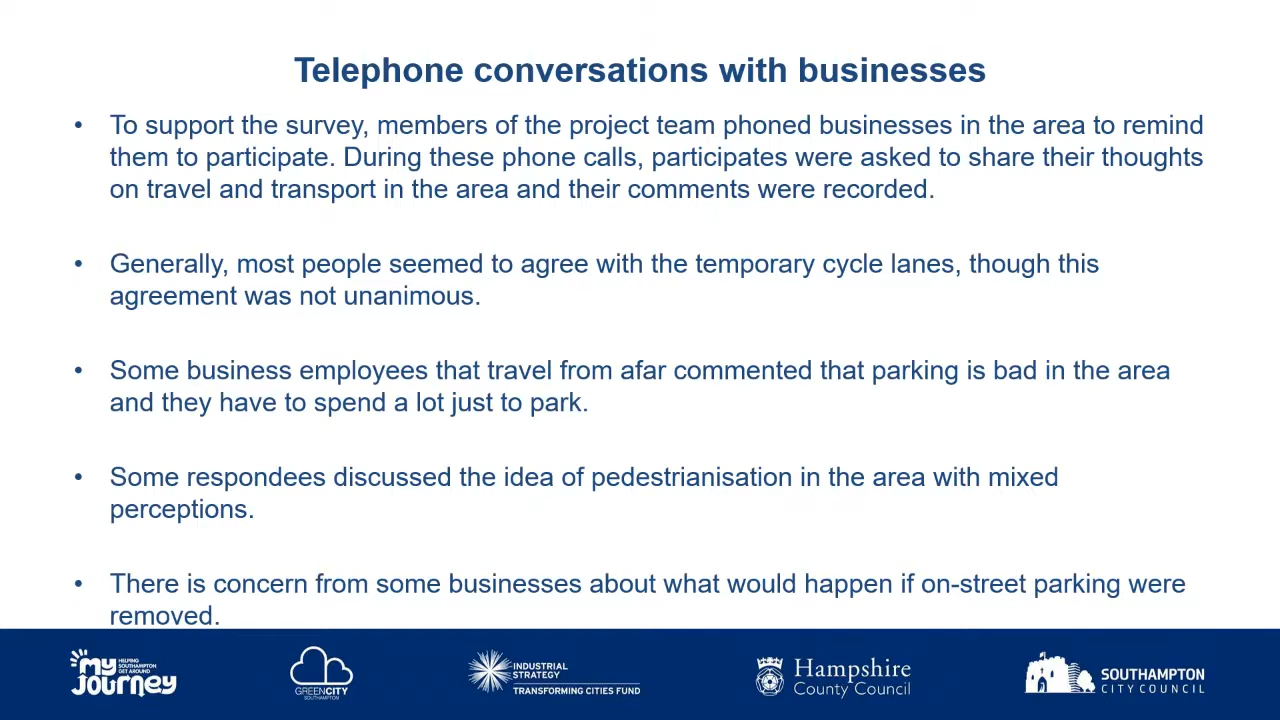 Telephone conversations with businesses
• To support the survey, members of the project team phoned businesses in the area to remind
them to participate. During these phone calls, participates were asked to share their thoughts
on travel and transport in the area and their comments were recorded.
• Generally, most people seemed to agree with the temporary cycle lanes, though this
agreement was not unanimous.
• Some business employees that travel from afar commented that parking is bad in the area
and they have to spend a lot just to park.
• Some respondees discussed the idea of pedestrianisation in the area with mixed
perceptions.
• There is concern from some businesses about what would happen if on-street parking were
removed.
my
JOURNEY
HELPING
SOUTHAMPTON
GET AROUND
GREENCITY
SOUTHAMPTON
INDUSTRIAL
STRATEGY
TRANSFORMING CITIES FUND
Hampshire
County Council
SOUTHAMPTON
CITY COUNCIL